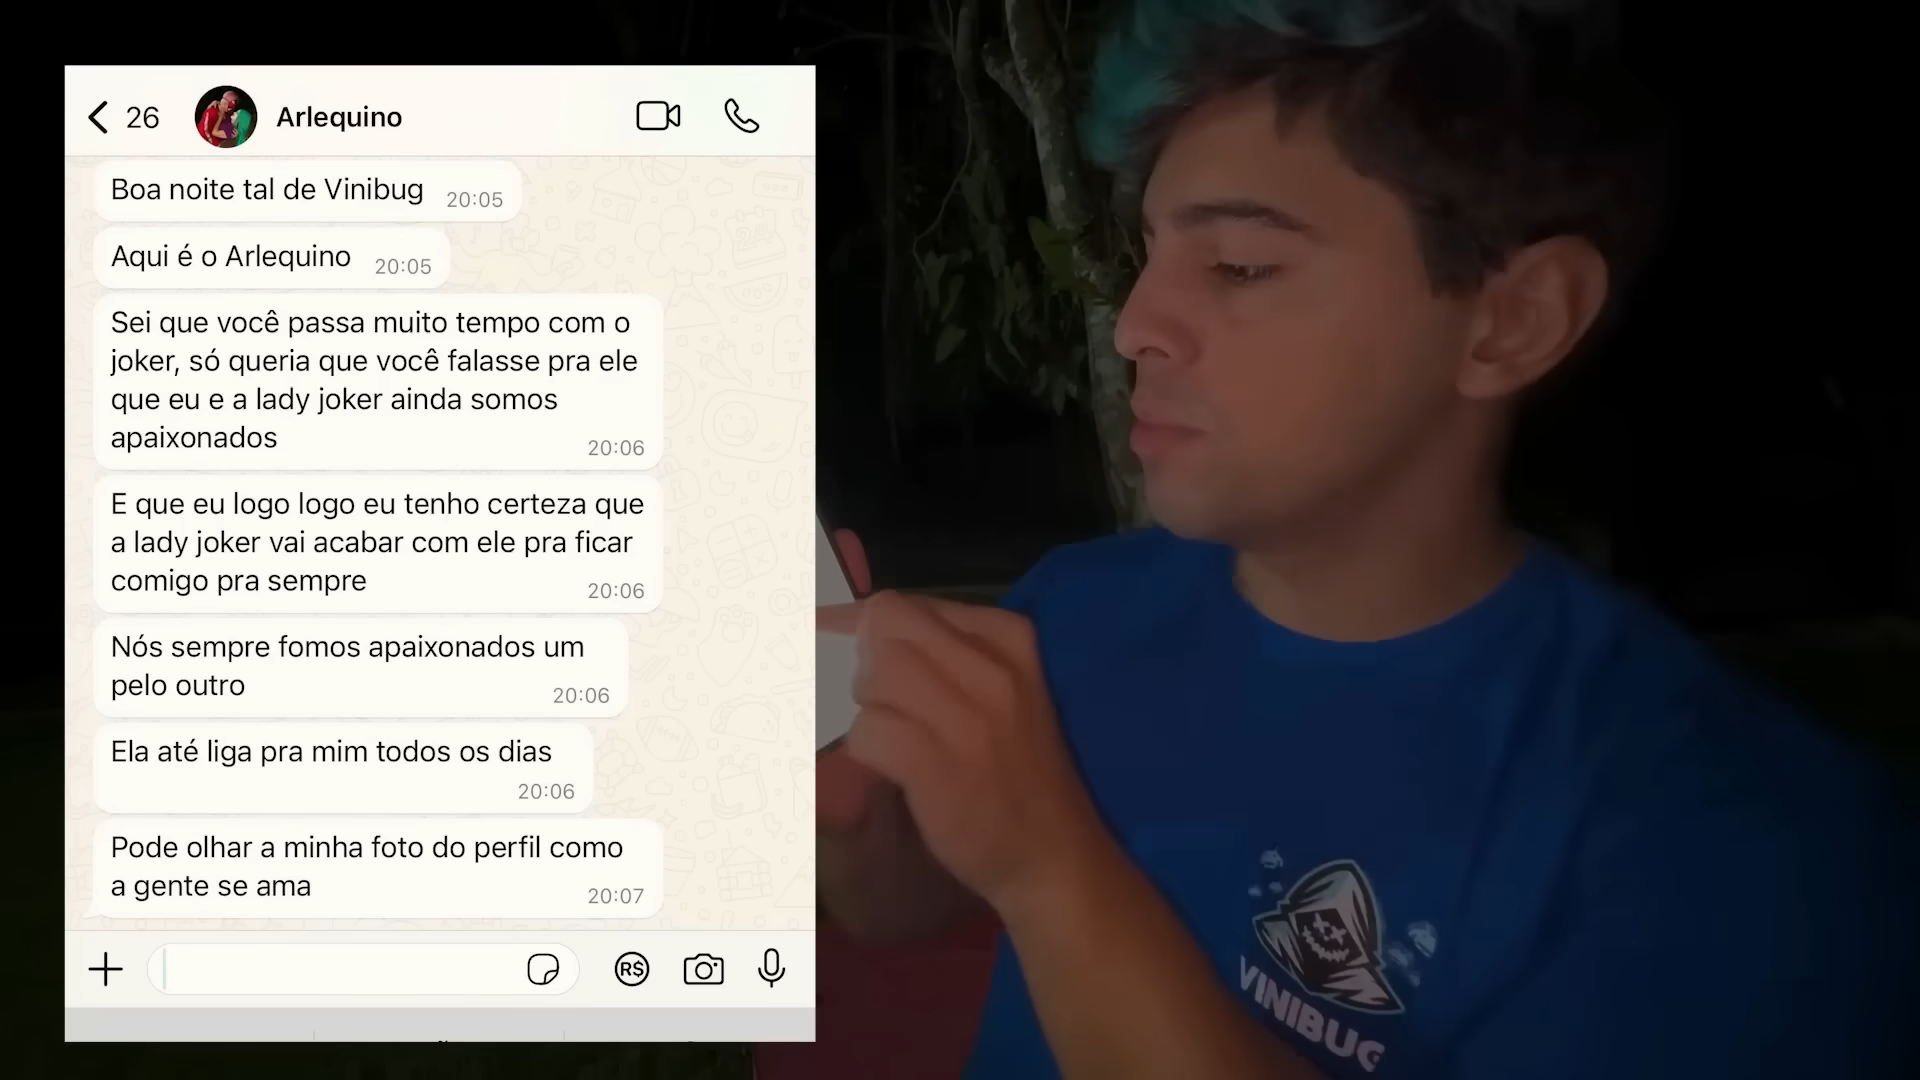 26 Arlequino
Boa noite tal de Vinibug 20:05
Aqui é o Arlequino 20:05
Sei que você passa muito tempo com o
joker, só queria que você falasse pra ele
que eu e a lady joker ainda somos
apaixonados 20:06
E que eu logo logo eu tenho certeza que
a lady joker vai acabar com ele pra ficar
comigo pra sempre 20:06
Nós sempre fomos apaixonados um
pelo outro 20:06
Ela até liga pra mim todos os dias
20:06
Pode olhar a minha foto do perfil como
a gente se ama 20:07
R$
VINIBUG